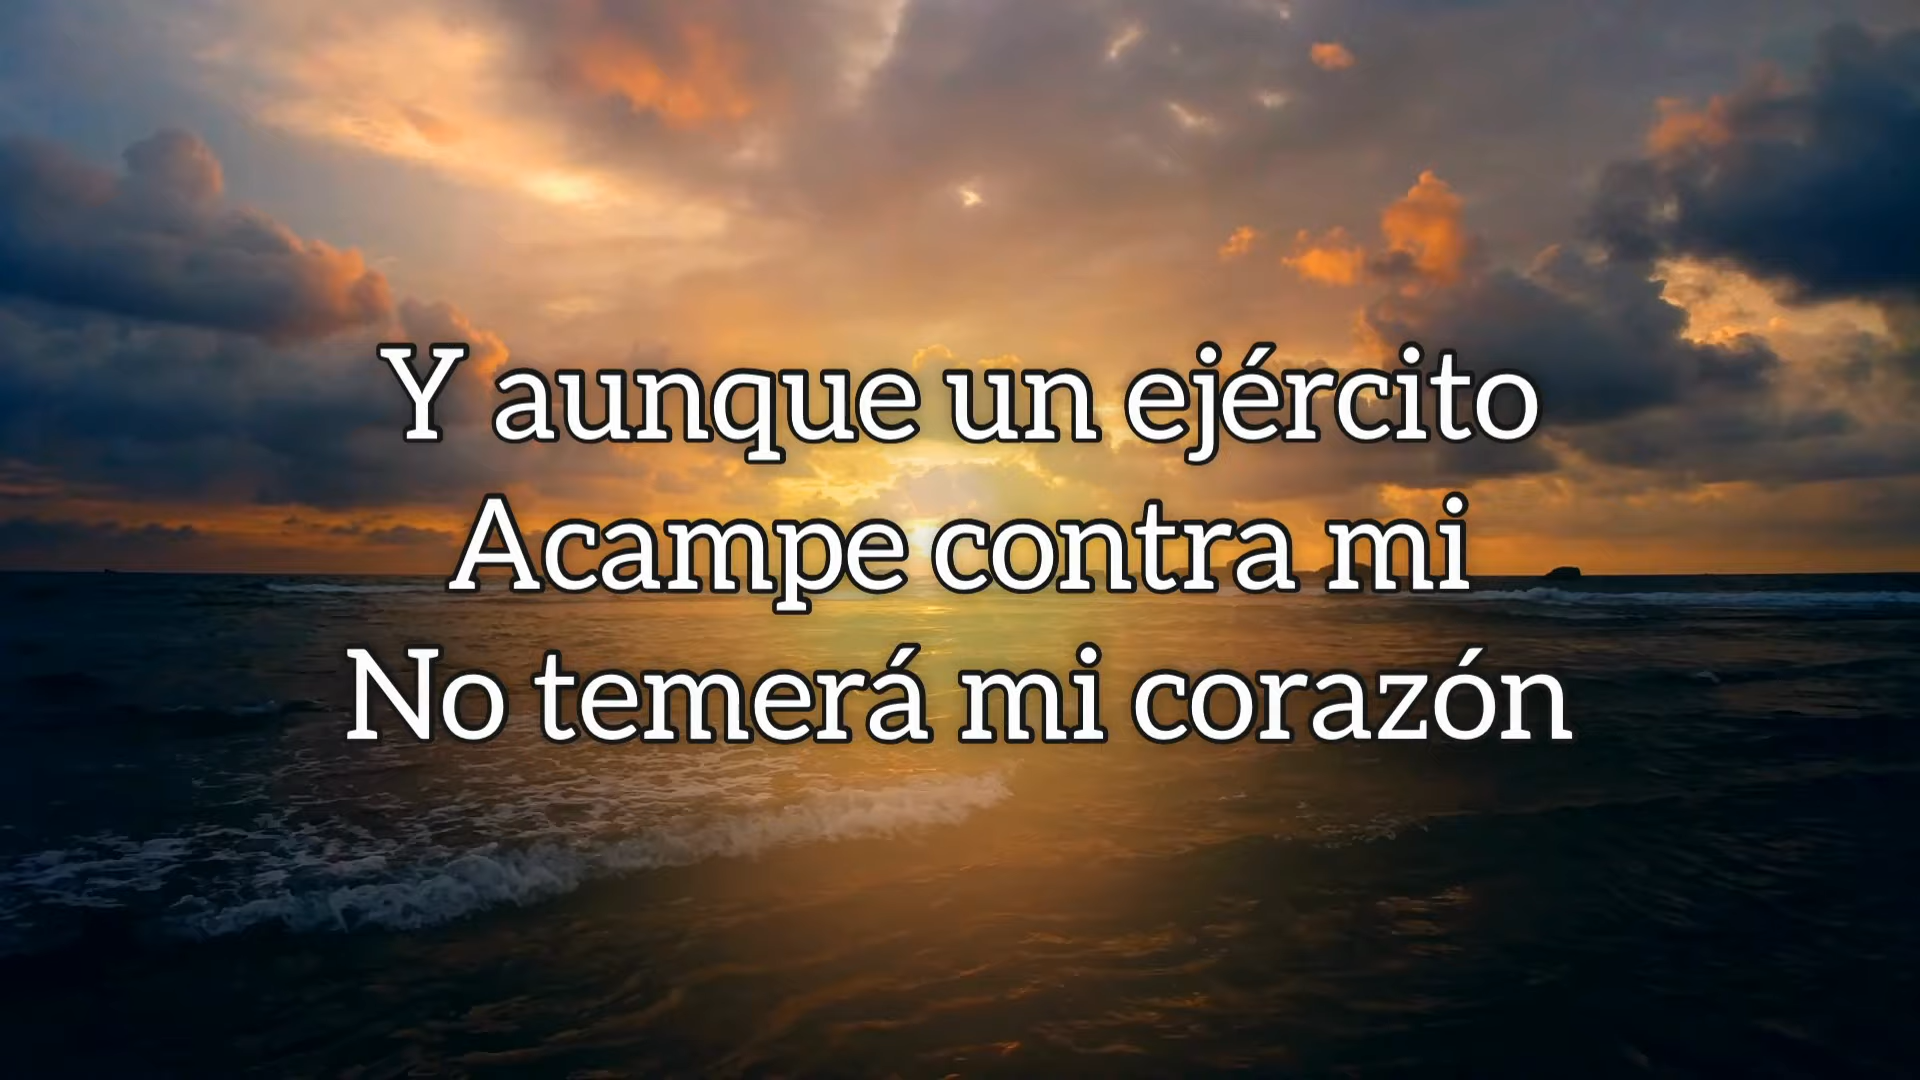 Y aunque un ejército
Acampe contra mi
No temerá mi corazón